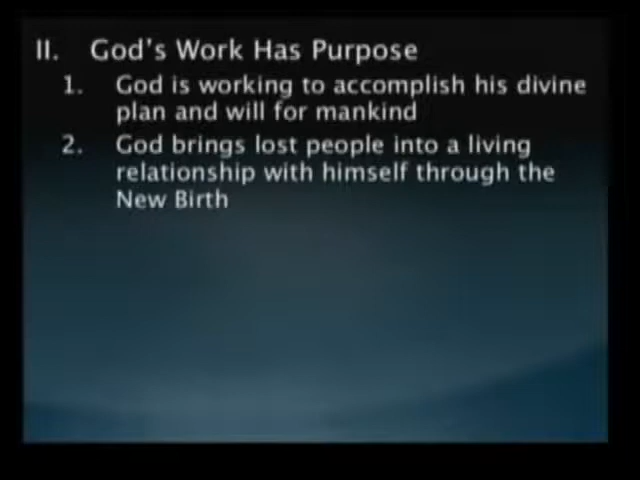 II. God's Work Has Purpose
1. God is working to accomplish his divine
plan and will for mankind
2. God brings lost people into a living
relationship with himself through the
New Birth